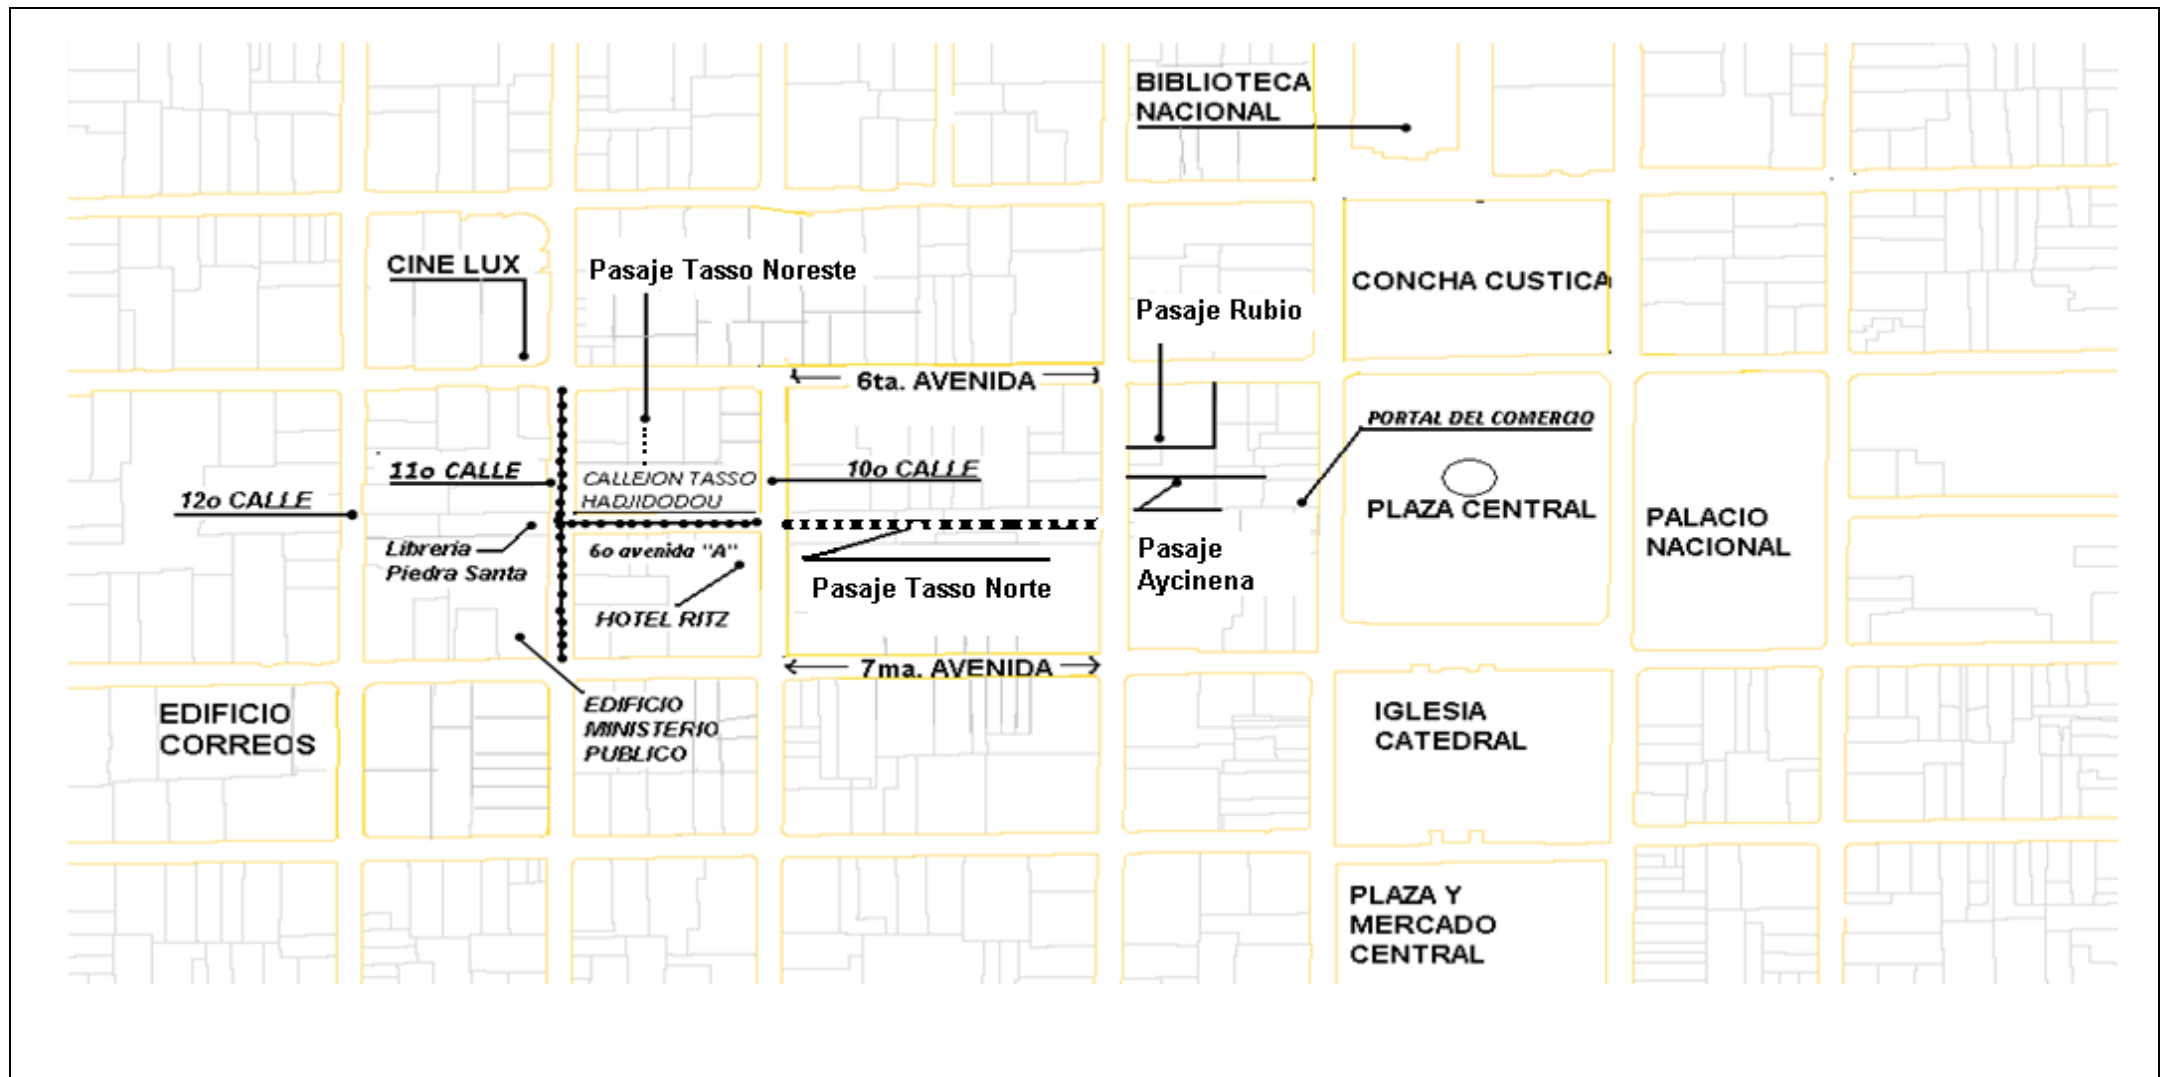 BIBLIOTECA
NACIONAL
CINE LUX
Pasaje Tasso Noreste
CONCHA CUSTICA
Pasaje Rubio
6ta. AVENIDA
PORTAL DEL COMERCIO
11o CALLE
CALLEJON TASSO
HADJIDODOU
10o CALLE
12o CALLE
PLAZA CENTRAL
PALACIO
NACIONAL
Libreria
Piedra Santa
6o avenida "A"
Pasaje
Aycinena
Pasaje Tasso Norte
HOTEL RITZ
7ma. AVENIDA
EDIFICIO
CORREOS
EDIFICIO
MINISTERIO
PUBLICO
IGLESIA
CATEDRAL
PLAZA Y
MERCADO
CENTRAL